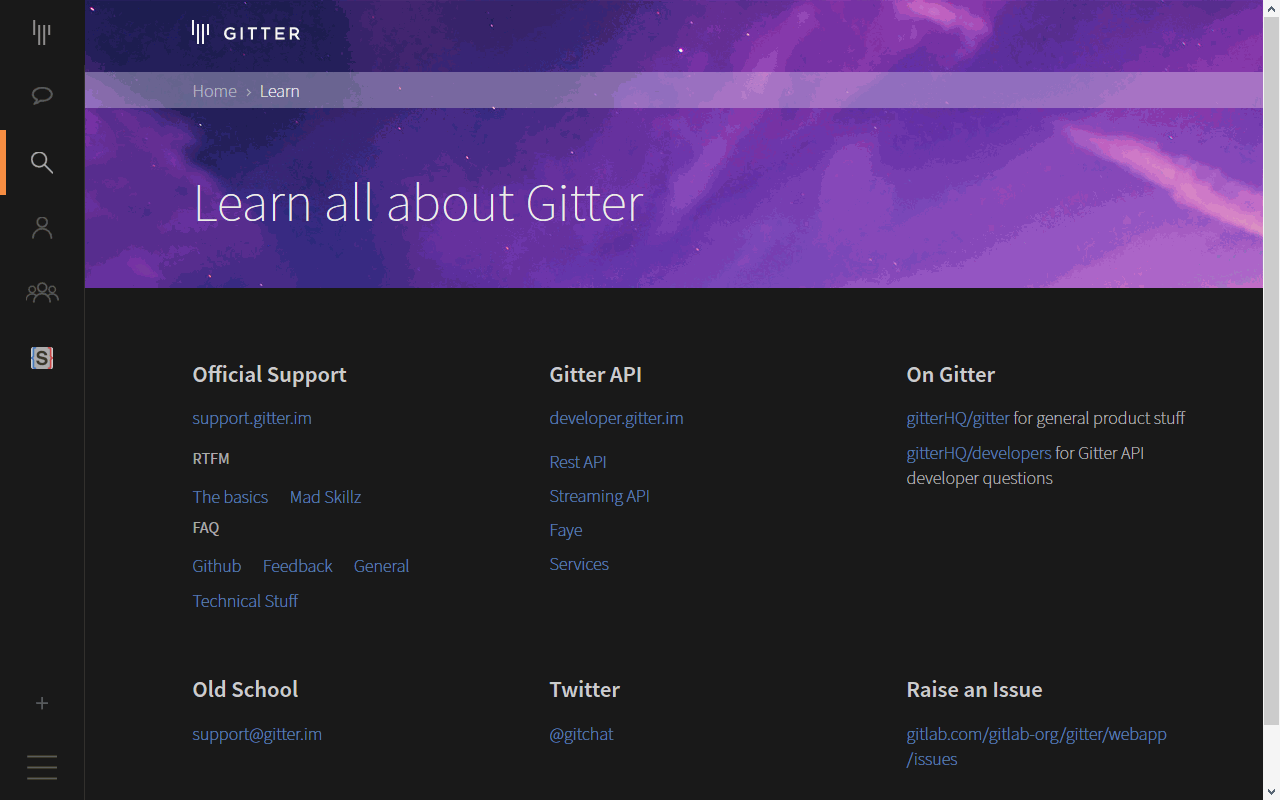 GITTER
Home › Learn
Learn all about Gitter
S
Official Support
support.gitter.im
RTFM
The basics Mad Skillz
FAQ
Github Feedback General
Technical Stuff
Gitter API
developer.gitter.im
Rest API
Streaming API
Faye
Services
On Gitter
gitterHQ/gitter for general product stuff
gitterHQ/developers for Gitter API
developer questions
Old School
support@gitter.im
Twitter
@gitchat
Raise an Issue
gitlab.com/gitlab-org/gitter/webapp
/issues